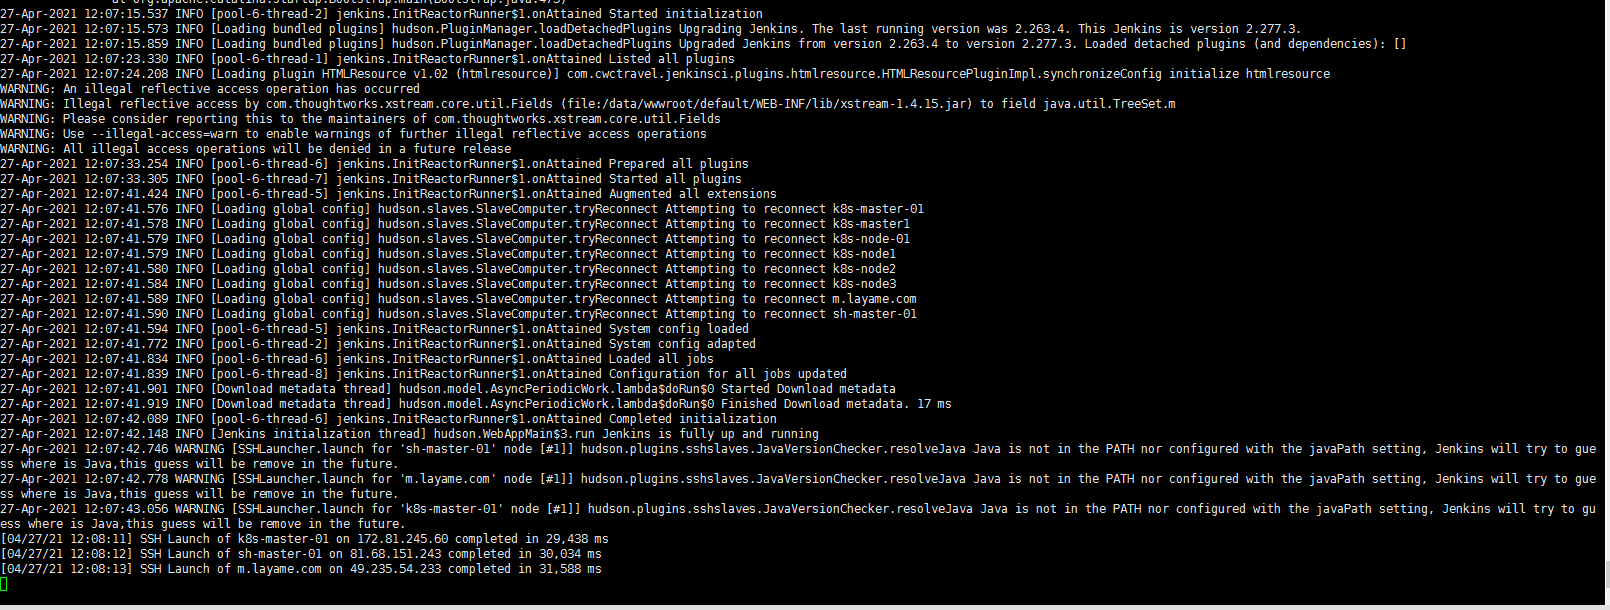 at org.apache.catalina.startup.Bootstrap.main(Bootstrap.java:473)
27-Apr-2021 12:07:15.537 INFO [pool-6-thread-2] jenkins.InitReactorRunner$1.onAttained Started initialization
27-Apr-2021 12:07:15.573 INFO [Loading bundled plugins] hudson.PluginManager.loadDetachedPlugins Upgrading Jenkins. The last running version was 2.263.4. This Jenkins is version 2.277.3.
27-Apr-2021 12:07:15.859 INFO [Loading bundled plugins] hudson.PluginManager.loadDetachedPlugins Upgraded Jenkins from version 2.263.4 to version 2.277.3. Loaded detached plugins (and dependencies): []
27-Apr-2021 12:07:23.330 INFO [pool-6-thread-1] jenkins.InitReactorRunner$1.onAttained Listed all plugins
27-Apr-2021 12:07:24.208 INFO [Loading plugin HTMLResource v1.02 (htmlresource)] com.cwctravel.jenkinsci.plugins.htmlresource.HTMLResourcePluginImpl.synchronizeConfig initialize htmlresource
WARNING: An illegal reflective access operation has occurred
WARNING: Illegal reflective access by com.thoughtworks.xstream.core.util.Fields (file:/data/wwwroot/default/WEB-INF/lib/xstream-1.4.15.jar) to field java.util.TreeSet.m
WARNING: Please consider reporting this to the maintainers of com.thoughtworks.xstream.core.util.Fields
WARNING: Use --illegal-access=warn to enable warnings of further illegal reflective access operations
WARNING: All illegal access operations will be denied in a future release
27-Apr-2021 12:07:33.254 INFO [pool-6-thread-6] jenkins.InitReactorRunner$1.onAttained Prepared all plugins
27-Apr-2021 12:07:33.305 INFO [pool-6-thread-7] jenkins.InitReactorRunner$1.onAttained Started all plugins
27-Apr-2021 12:07:41.424 INFO [pool-6-thread-5] jenkins.InitReactorRunner$1.onAttained Augmented all extensions
27-Apr-2021 12:07:41.576 INFO [Loading global config] hudson.slaves.SlaveComputer.tryReconnect Attempting to reconnect k8s-master-01
27-Apr-2021 12:07:41.578 INFO [Loading global config] hudson.slaves.SlaveComputer.tryReconnect Attempting to reconnect k8s-master1
27-Apr-2021 12:07:41.579 INFO [Loading global config] hudson.slaves.SlaveComputer.tryReconnect Attempting to reconnect k8s-node-01
27-Apr-2021 12:07:41.579 INFO [Loading global config] hudson.slaves.SlaveComputer.tryReconnect Attempting to reconnect k8s-node1
27-Apr-2021 12:07:41.580 INFO [Loading global config] hudson.slaves.SlaveComputer.tryReconnect Attempting to reconnect k8s-node2
27-Apr-2021 12:07:41.584 INFO [Loading global config] hudson.slaves.SlaveComputer.tryReconnect Attempting to reconnect k8s-node3
27-Apr-2021 12:07:41.589 INFO [Loading global config] hudson.slaves.SlaveComputer.tryReconnect Attempting to reconnect m.layame.com
27-Apr-2021 12:07:41.590 INFO [Loading global config] hudson.slaves.SlaveComputer.tryReconnect Attempting to reconnect sh-master-01
27-Apr-2021 12:07:41.591 INFO [pool-6-thread-5] jenkins.InitReactorRunner$1.onAttained System config loaded
27-Apr-2021 12:07:41.772 INFO [pool-6-thread-2] jenkins.InitReactorRunner$1.onAttained System config adapted
27-Apr-2021 12:07:41.834 INFO [pool-6-thread-6] jenkins.InitReactorRunner$1.onAttained Loaded all jobs
27-Apr-2021 12:07:41.839 INFO [pool-6-thread-8] jenkins.InitReactorRunner$1.onAttained Configuration for all jobs updated
27-Apr-2021 12:07:41.901 INFO [Download metadata thread] hudson.model.AsyncPeriodicWork.lambda$doRun$0 Started Download metadata
27-Apr-2021 12:07:41.919 INFO [Download metadata thread] hudson.model.AsyncPeriodicWork.lambda$doRun$0 Finished Download metadata. 17 ms
27-Apr-2021 12:07:42.089 INFO [pool-6-thread-6] jenkins.InitReactorRunner$1.onAttained Completed initialization
27-Apr-2021 12:07:42.148 INFO [Jenkins initialization thread] hudson.WebAppMain$3.run Jenkins is fully up and running
27-Apr-2021 12:07:42.746 WARNING [SSHLauncher.launch for 'sh-master-01' node [#1]] hudson.plugins.sshslaves.JavaVersionChecker.resolveJava Java is not in the PATH nor configured with the javaPath setting, Jenkins will try to gue
ss where is Java,this guess will be remove in the future.
27-Apr-2021 12:07:42.778 WARNING [SSHLauncher.launch for 'm.layame.com' node [#1]] hudson.plugins.sshslaves.JavaVersionChecker.resolveJava Java is not in the PATH nor configured with the javaPath setting, Jenkins will try to gue
ss where is Java,this guess will be remove in the future.
27-Apr-2021 12:07:43.056 WARNING [SSHLauncher.launch for 'k8s-master-01' node [#1]] hudson.plugins.sshslaves.JavaVersionChecker.resolveJava Java is not in the PATH nor configured with the javaPath setting, Jenkins will try to gu
ess where is Java,this guess will be remove in the future.
[04/27/21 12:08:11] SSH Launch of k8s-master-01 on 172.81.245.60 completed in 29,438 ms
[04/27/21 12:08:12] SSH Launch of sh-master-01 on 81.68.151.243 completed in 30,034 ms
[04/27/21 12:08:13] SSH Launch of m.layame.com on 49.235.54.233 completed in 31,588 ms